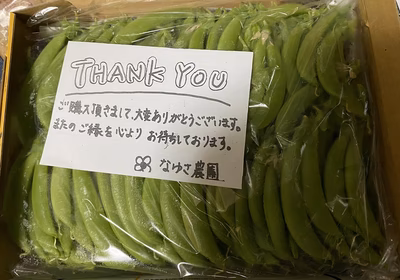 THANK YOU
ご購入頂きまして、大変ありがとうございます。
またのご縁を心より お待ちしております。
なゆさ農園